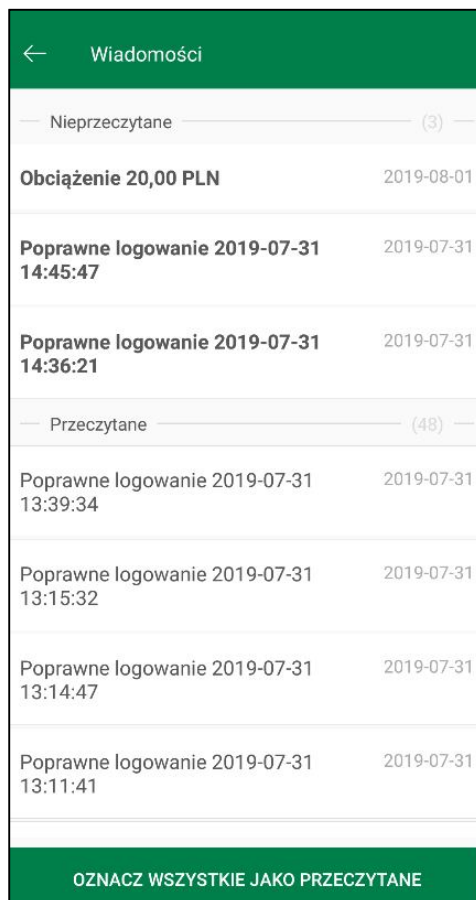 Wiadomości
Nieprzeczytane (3)
Obciążenie 20,00 PLN 2019-08-01
Poprawne logowanie 2019-07-31 2019-07-31
14:45:47
Poprawne logowanie 2019-07-31 2019-07-31
14:36:21
Przeczytane (48)
Poprawne logowanie 2019-07-31 2019-07-31
13:39:34
Poprawne logowanie 2019-07-31 2019-07-31
13:15:32
Poprawne logowanie 2019-07-31 2019-07-31
13:14:47
Poprawne logowanie 2019-07-31 2019-07-31
13:11:41
OZNACZ WSZYSTKIE JAKO PRZECZYTANE